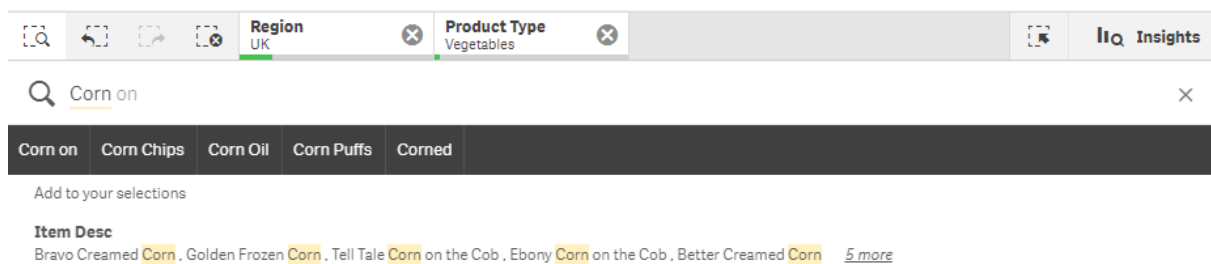 Region
UK
Product Type
Vegetables
Insights
Corn on
Corn on Corn Chips Corn Oil Corn Puffs Corned
Add to your selections
Item Desc
Bravo Creamed Corn , Golden Frozen Corn , Tell Tale Corn on the Cob , Ebony Corn on the Cob , Better Creamed Corn 5 more